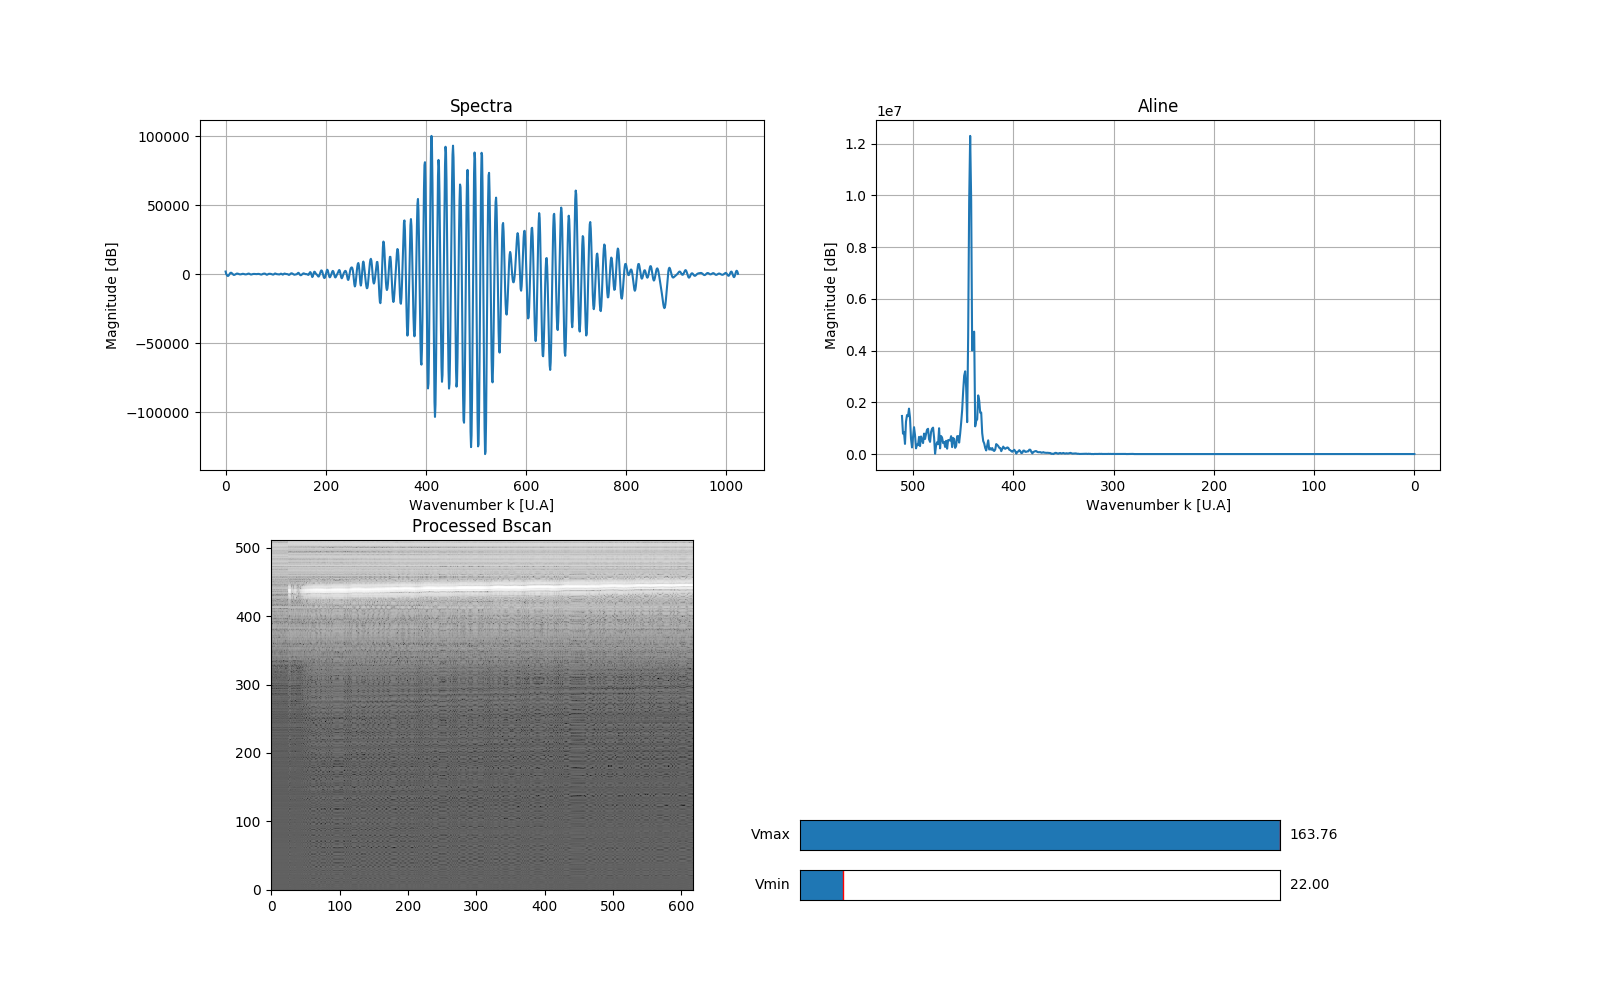 Spectra
100000
50000
0
−50000
−100000
Magnitude [dB]
0 200 400 600 800 1000
Wavenumber k [U.A]
Aline
1e7
1.2
1.0
0.8
0.6
0.4
0.2
0.0
Magnitude [dB]
500 400 300 200 100 0
Wavenumber k [U.A]
Processed Bscan
500
400
300
200
100
0
0 100 200 300 400 500 600
Vmax 163.76
Vmin 22.00